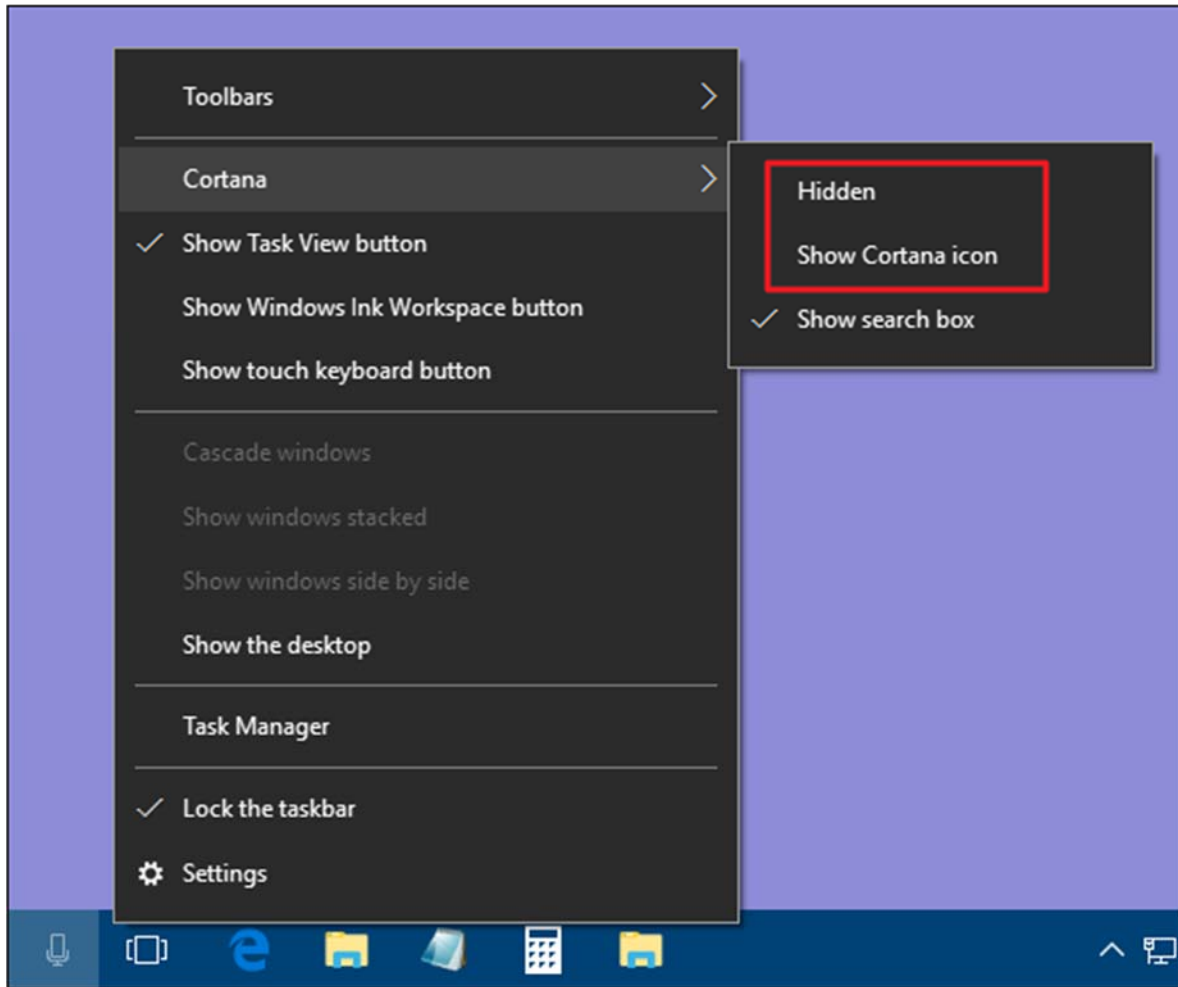 Toolbars
Cortana
Show Task View button
Show Windows Ink Workspace button
Show touch keyboard button
Cascade windows
Show windows stacked
Show windows side by side
Show the desktop
Task Manager
Lock the taskbar
Settings
Hidden
Show Cortana icon
Show search box